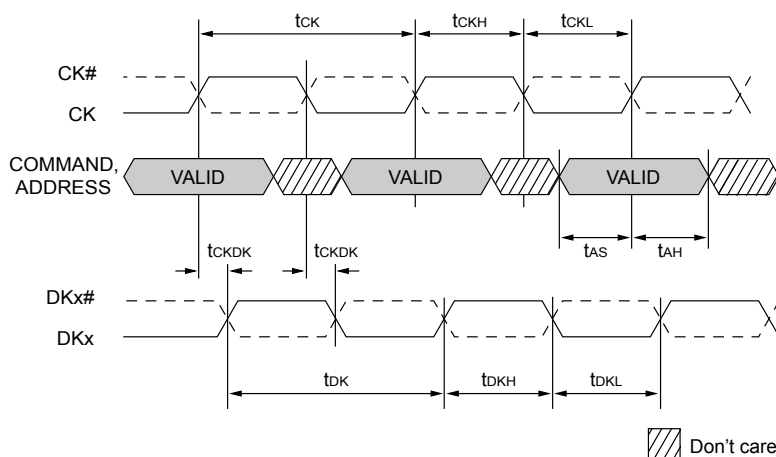 tCK tCKH tCKL
CK#
CK
COMMAND,
ADDRESS
VALID VALID VALID
tCKDK tCKDK tAS tAH
DKx#
DKx
tDK tDKH tDKL
Don't care